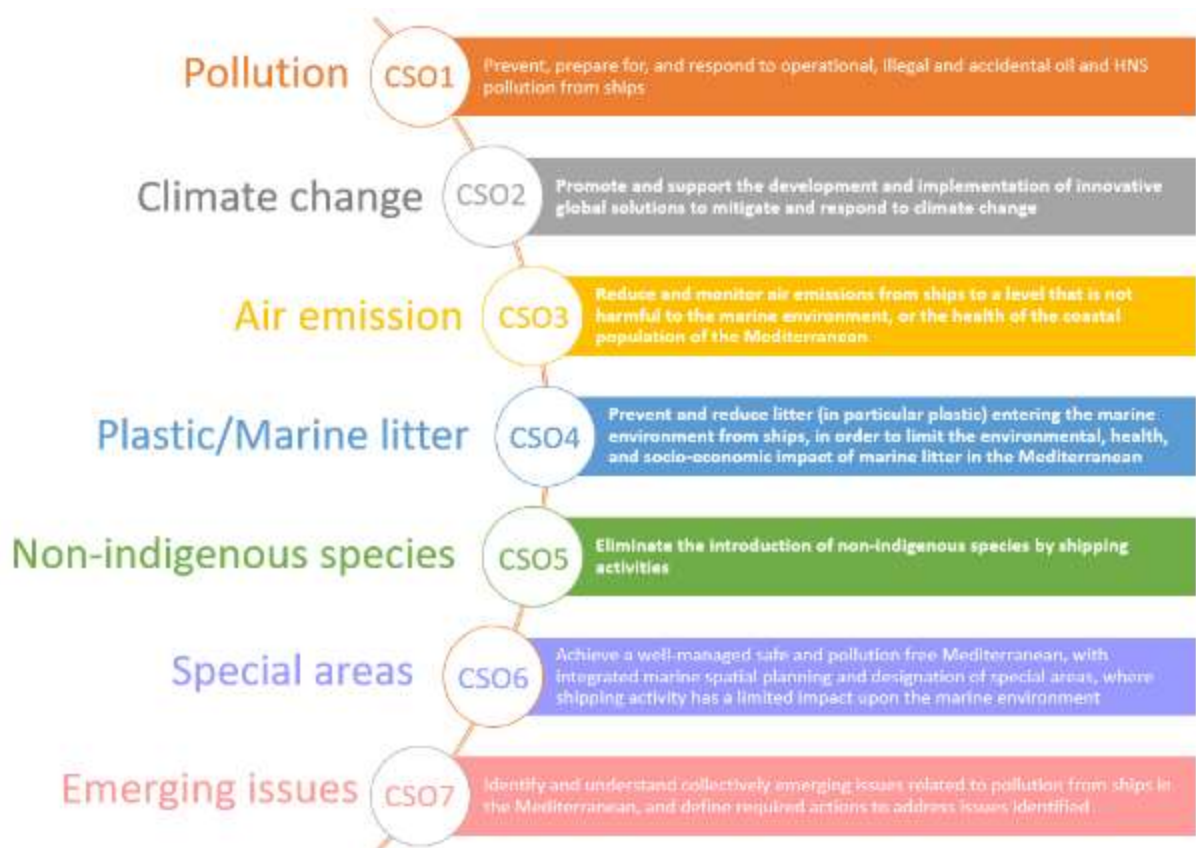 Pollution
CSO1
Prevent, prepare for, and respond to operational, illegal and accidental oil and HNS
pollution from ships
Climate change
CSO2
Promote and support the development and implementation of innovative
global solutions to mitigate and respond to climate change
Air emission
CSO3
Reduce and monitor air emissions from ships to a level that is not
harmful to the marine environment, or the health of the coastal
population of the Mediterranean
Plastic/Marine litter
CSO4
Prevent and reduce litter (in particular plastic) entering the marine
environment from ships, in order to limit the environmental, health,
and socio-economic impact of marine litter in the Mediterranean
Non-indigenous species
CSO5
Eliminate the introduction of non-indigenous species by shipping
activities
Special areas
CSO6
Achieve a well-managed safe and pollution free Mediterranean, with
integrated marine spatial planning and designation of special areas, where
shipping activity has a limited impact upon the marine environment
Emerging issues
CSO7
Identify and understand collectively emerging issues related to pollution from ships in
the Mediterranean, and define required actions to address issues identified